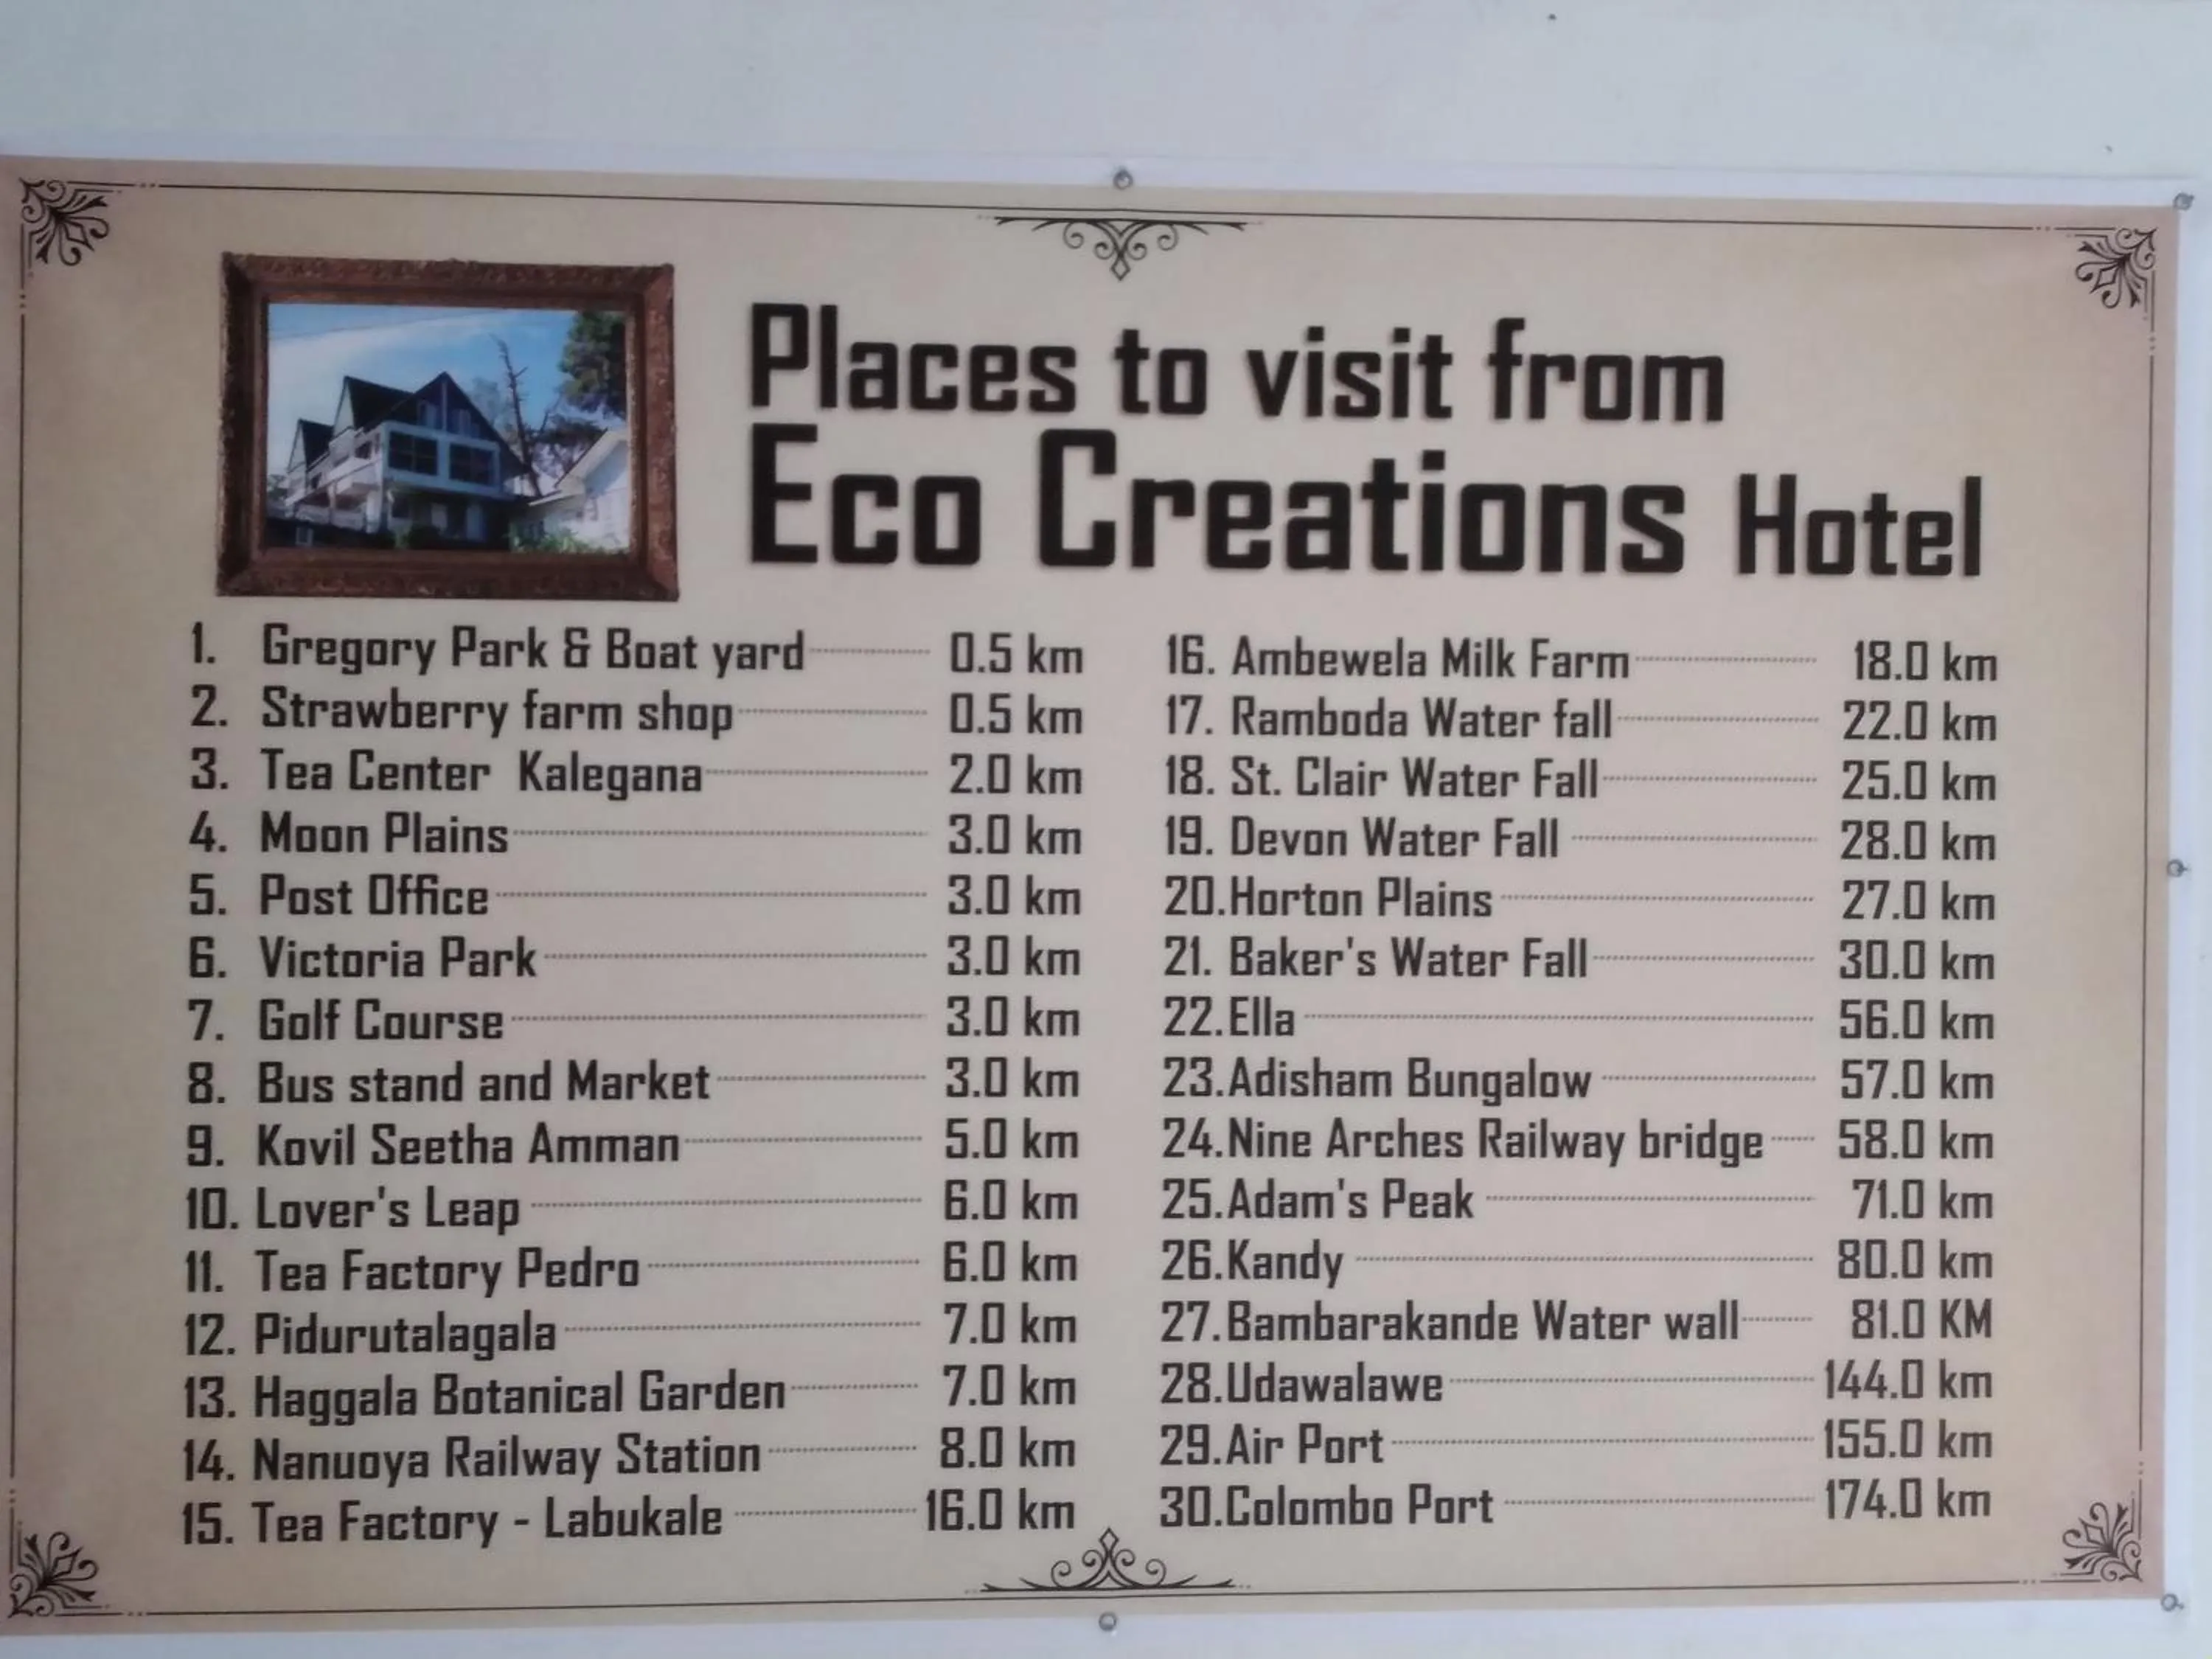 Places to visit from
Eco Creations Hotel
1. Gregory Park & Boat yard 0.5 km
2. Strawberry farm shop 0.5 km
3. Tea Center Kalegana 2.0 km
4. Moon Plains 3.0 km
5. Post Office 3.0 km
6. Victoria Park 3.0 km
7. Golf Course 3.0 km
8. Bus stand and Market 3.0 km
9. Kovil Seetha Amman 5.0 km
10. Lover's Leap 6.0 km
11. Tea Factory Pedro 6.0 km
12. Pidurutalagala 7.0 km
13. Haggala Botanical Garden 7.0 km
14. Nanuoya Railway Station 8.0 km
15. Tea Factory - Labukale 16.0 km
16. Ambewela Milk Farm 18.0 km
17. Ramboda Water fall 22.0 km
18. St. Clair Water Fall 25.0 km
19. Devon Water Fall 28.0 km
20.Horton Plains 27.0 km
21. Baker's Water Fall 30.0 km
22.Ella 56.0 km
23.Adisham Bungalow 57.0 km
24.Nine Arches Railway bridge 58.0 km
25.Adam's Peak 71.0 km
26.Kandy 80.0 km
27.Bambarakande Water wall 81.0 KM
28.Udawalawe 144.0 km
29.Air Port 155.0 km
30.Colombo Port 174.0 km